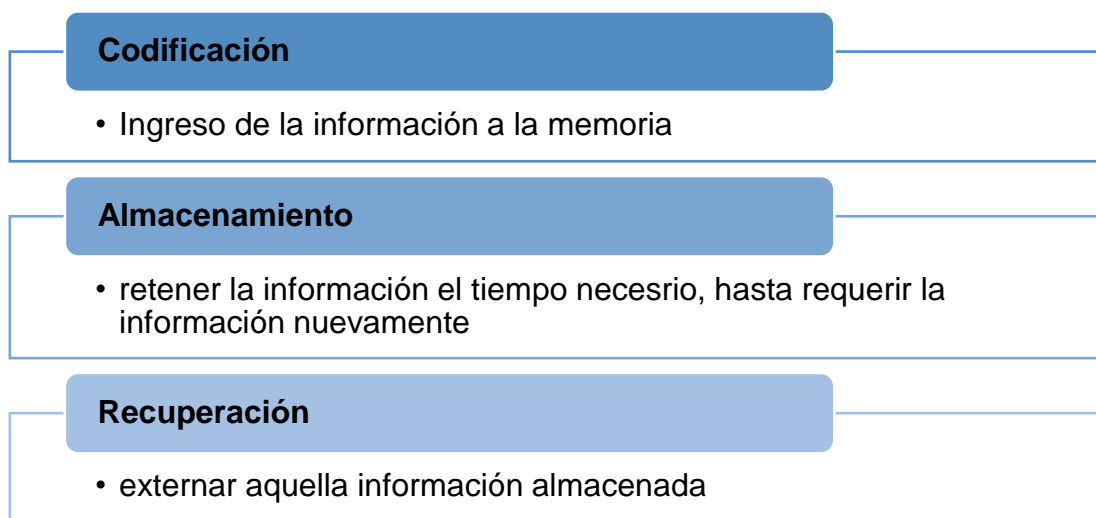 Codificación
• Ingreso de la información a la memoria
Almacenamiento
• retener la información el tiempo necesrio, hasta requerir la
información nuevamente
Recuperación
• externar aquella información almacenada